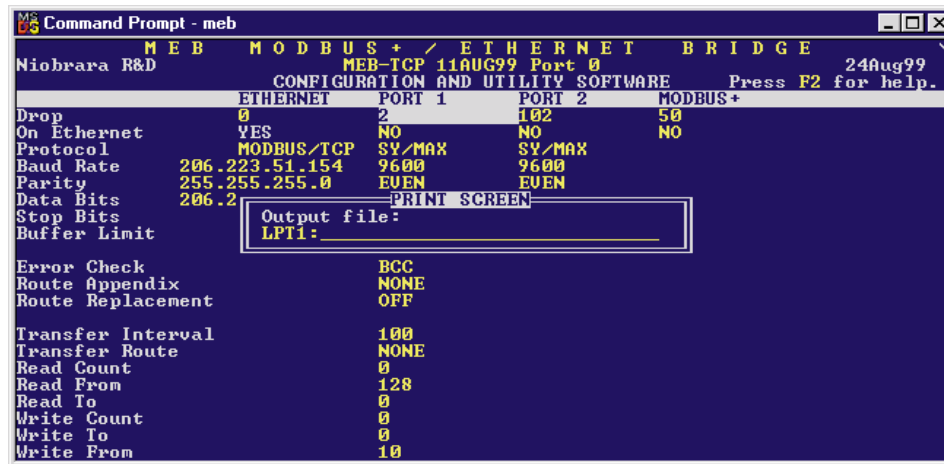 Command Prompt - meb
M E B M O D B U S + / E T H E R N E T B R I D G E
Niobrara R&D MEB-TCP 11AUG99 Port 0 24Aug99
CONFIGURATION AND UTILITY SOFTWARE Press F2 for help.
ETHERNET PORT 1 PORT 2 MODBUS+
Drop 0 2 102 50
On Ethernet YES NO NO NO
Protocol MODBUS/TCP SY/MAX SY/MAX
Baud Rate 206.223.51.154 9600 9600
Parity 255.255.255.0 EVEN EVEN
Data Bits 206.2 PRINT SCREEN
Stop Bits Output file:
Buffer Limit LPT1:
Error Check BCC
Route Appendix NONE
Route Replacement OFF
Transfer Interval 100
Transfer Route NONE
Read Count 0
Read From 128
Read To 0
Write Count 0
Write To 0
Write From 10